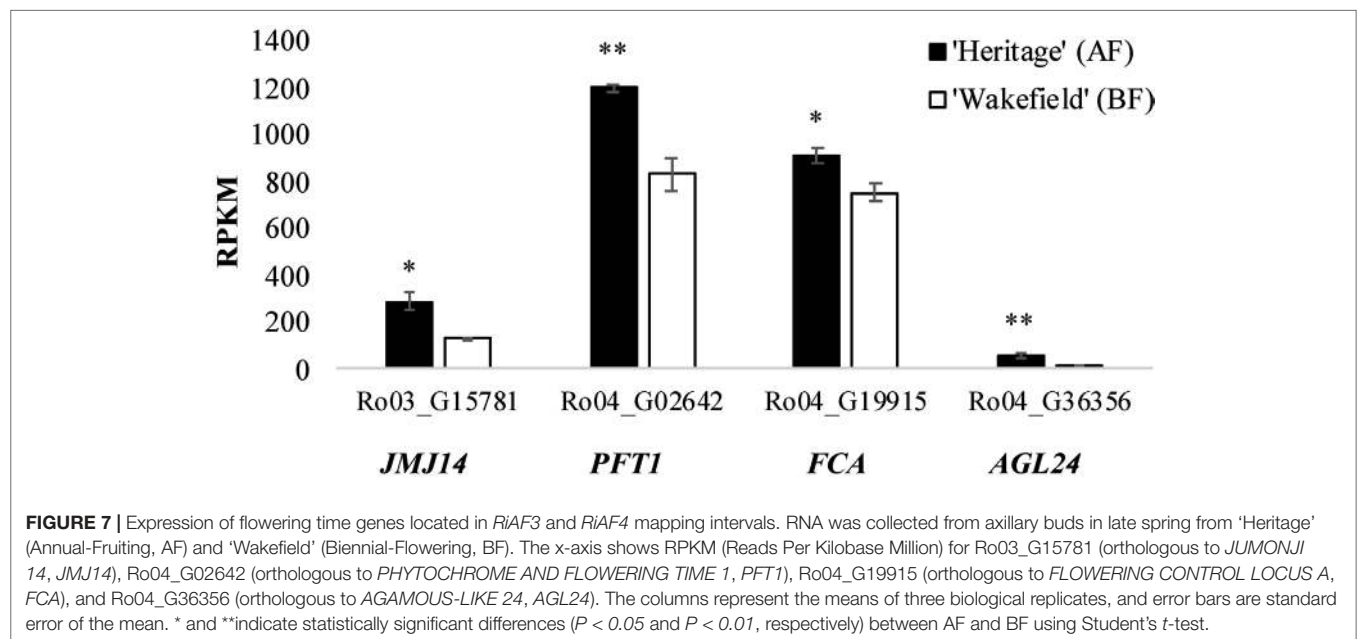 1400
1200
1000
800
600
400
200
0
RPKM
'Heritage' (AF)
'Wakefield' (BF)
*
**
*
**
Ro03_G15781 Ro04_G02642 Ro04_G19915 Ro04_G36356
JMJ14 PFT1 FCA AGL24
FIGURE 7 | Expression of flowering time genes located in RiAF3 and RiAF4 mapping intervals. RNA was collected from axillary buds in late spring from ‘Heritage’
(Annual-Fruiting, AF) and ‘Wakefield’ (Biennial-Flowering, BF). The x-axis shows RPKM (Reads Per Kilobase Million) for Ro03_G15781 (orthologous to JUMONJI
14, JMJ14), Ro04_G02642 (orthologous to PHYTOCHROME AND FLOWERING TIME 1, PFT1), Ro04_G19915 (orthologous to FLOWERING CONTROL LOCUS A,
FCA), and Ro04_G36356 (orthologous to AGAMOUS-LIKE 24, AGL24). The columns represent the means of three biological replicates, and error bars are standard
error of the mean. * and **indicate statistically significant differences (P < 0.05 and P < 0.01, respectively) between AF and BF using Student’s t-test.